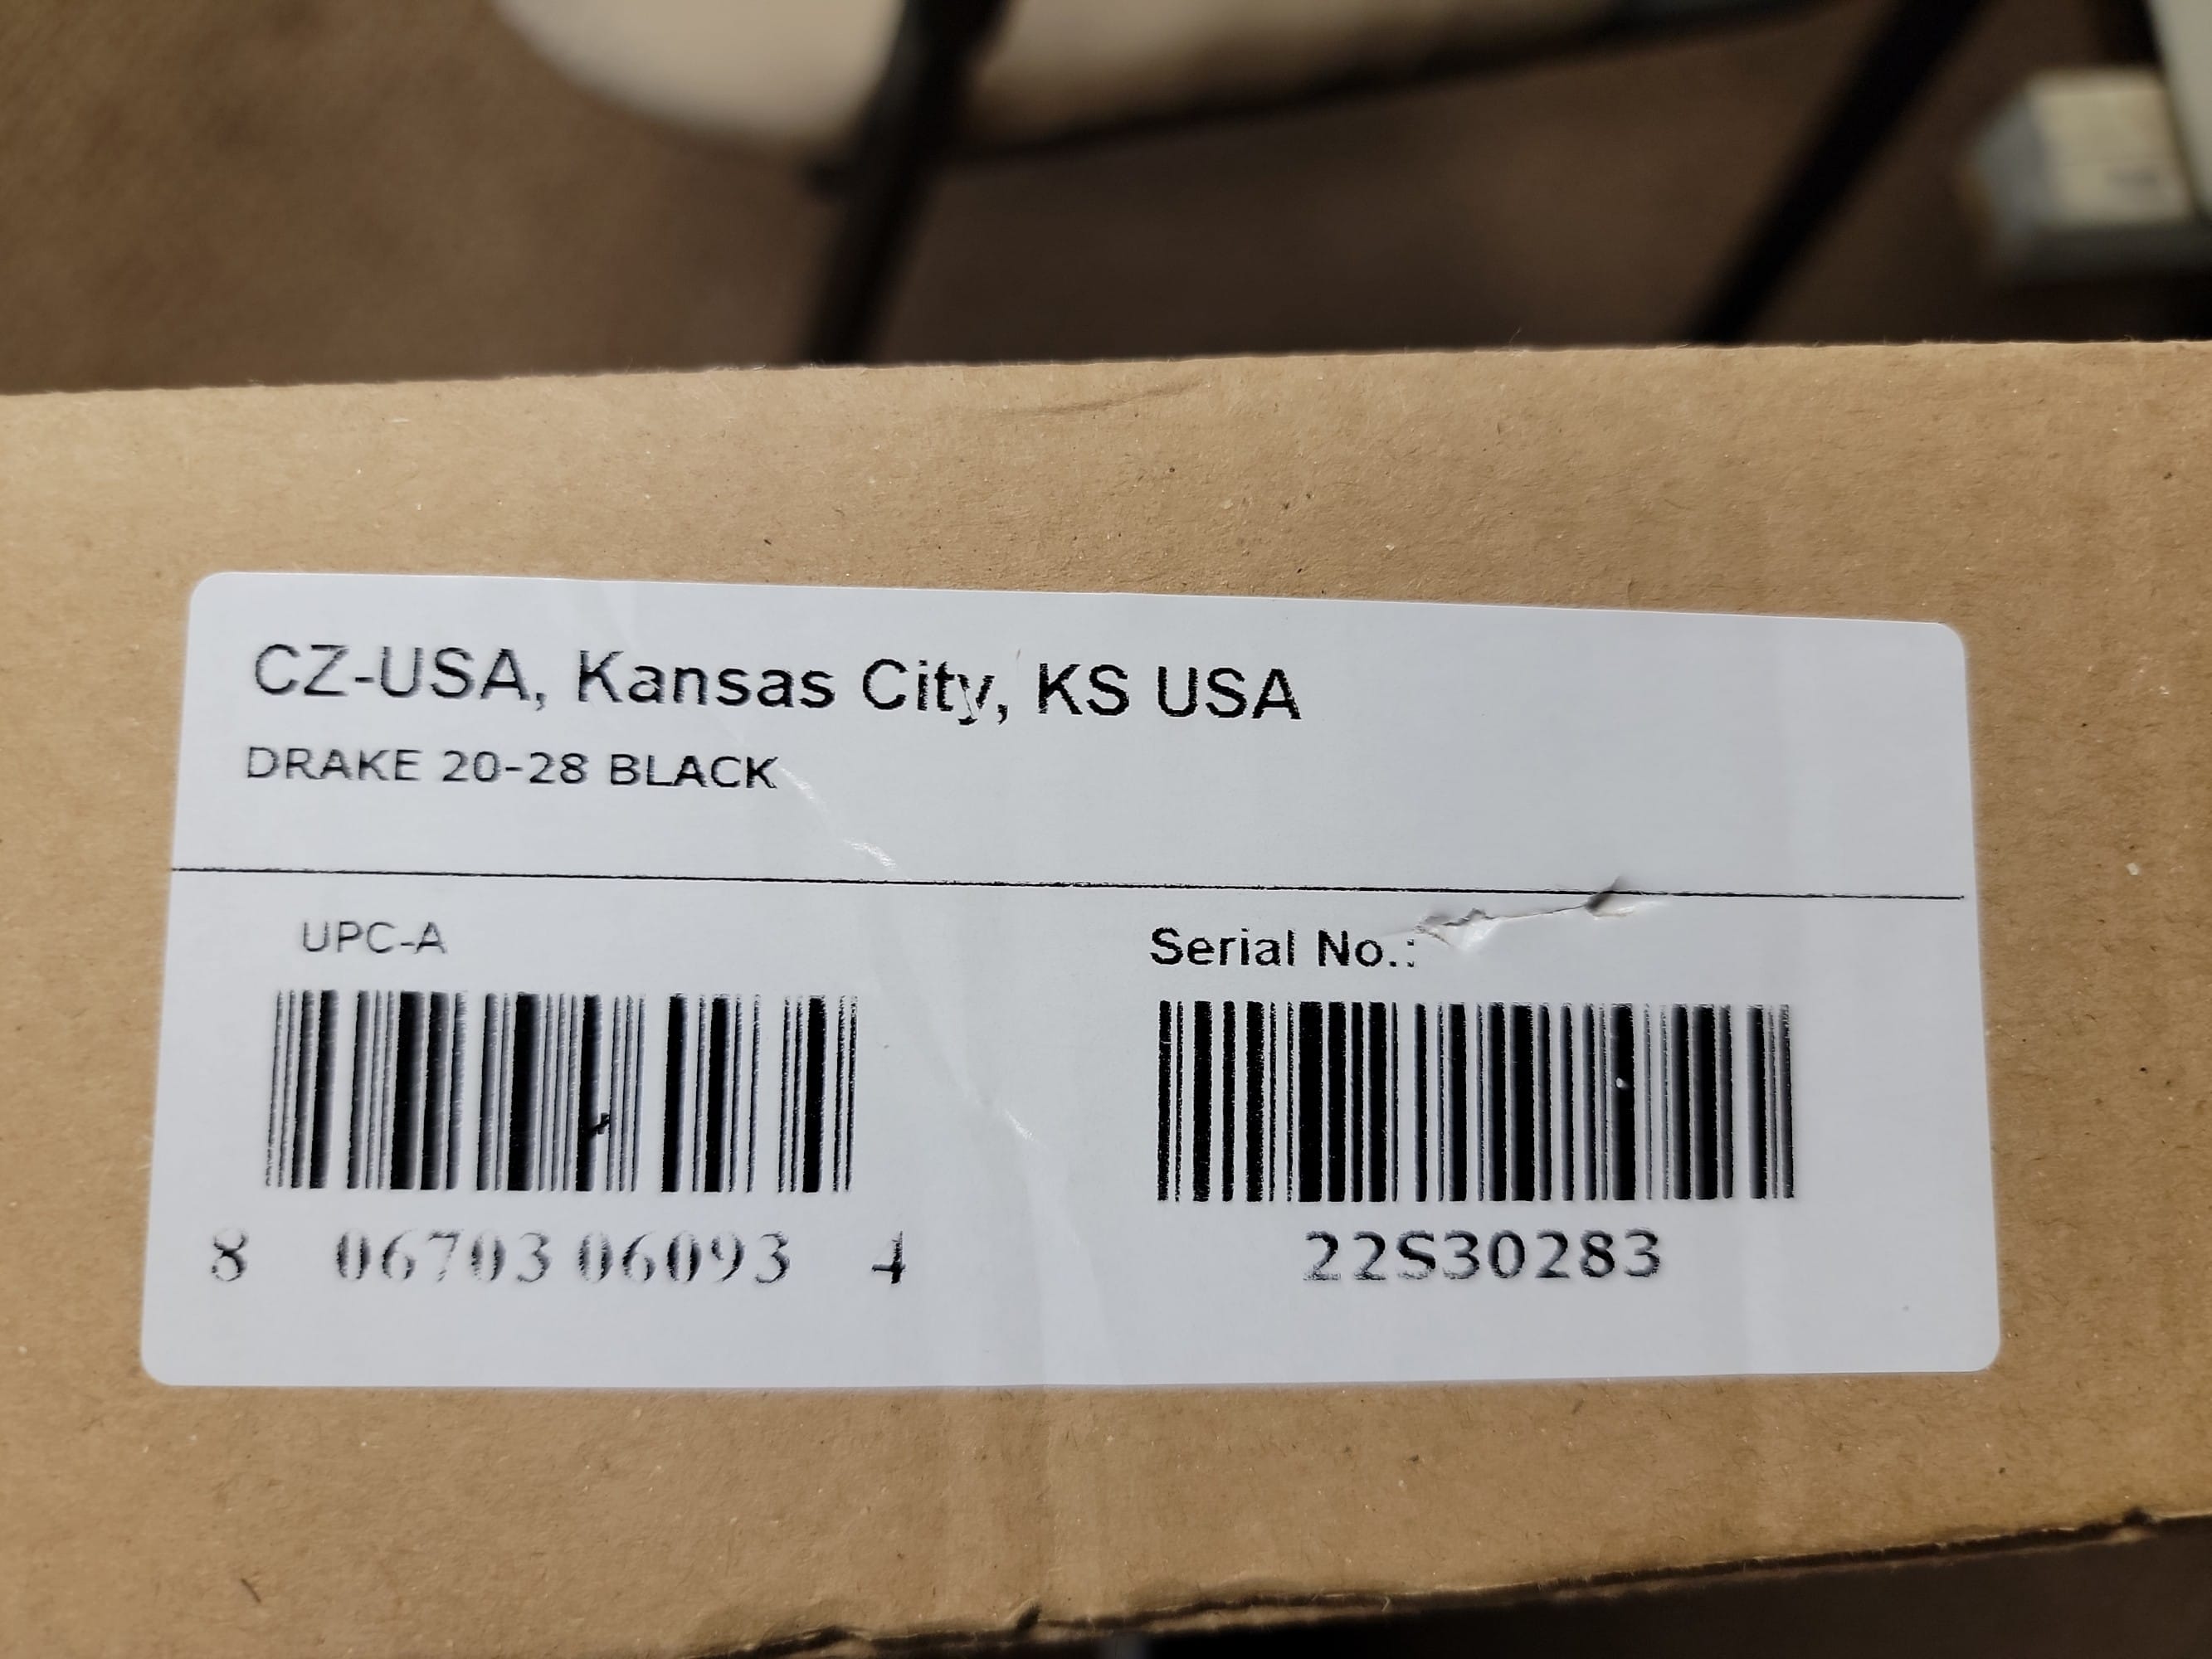 CZ-USA, Kansas City, KS USA
DRAKE 20-28 BLACK
UPC-A
Serial No.:
8 06703 06093 4
22S30283